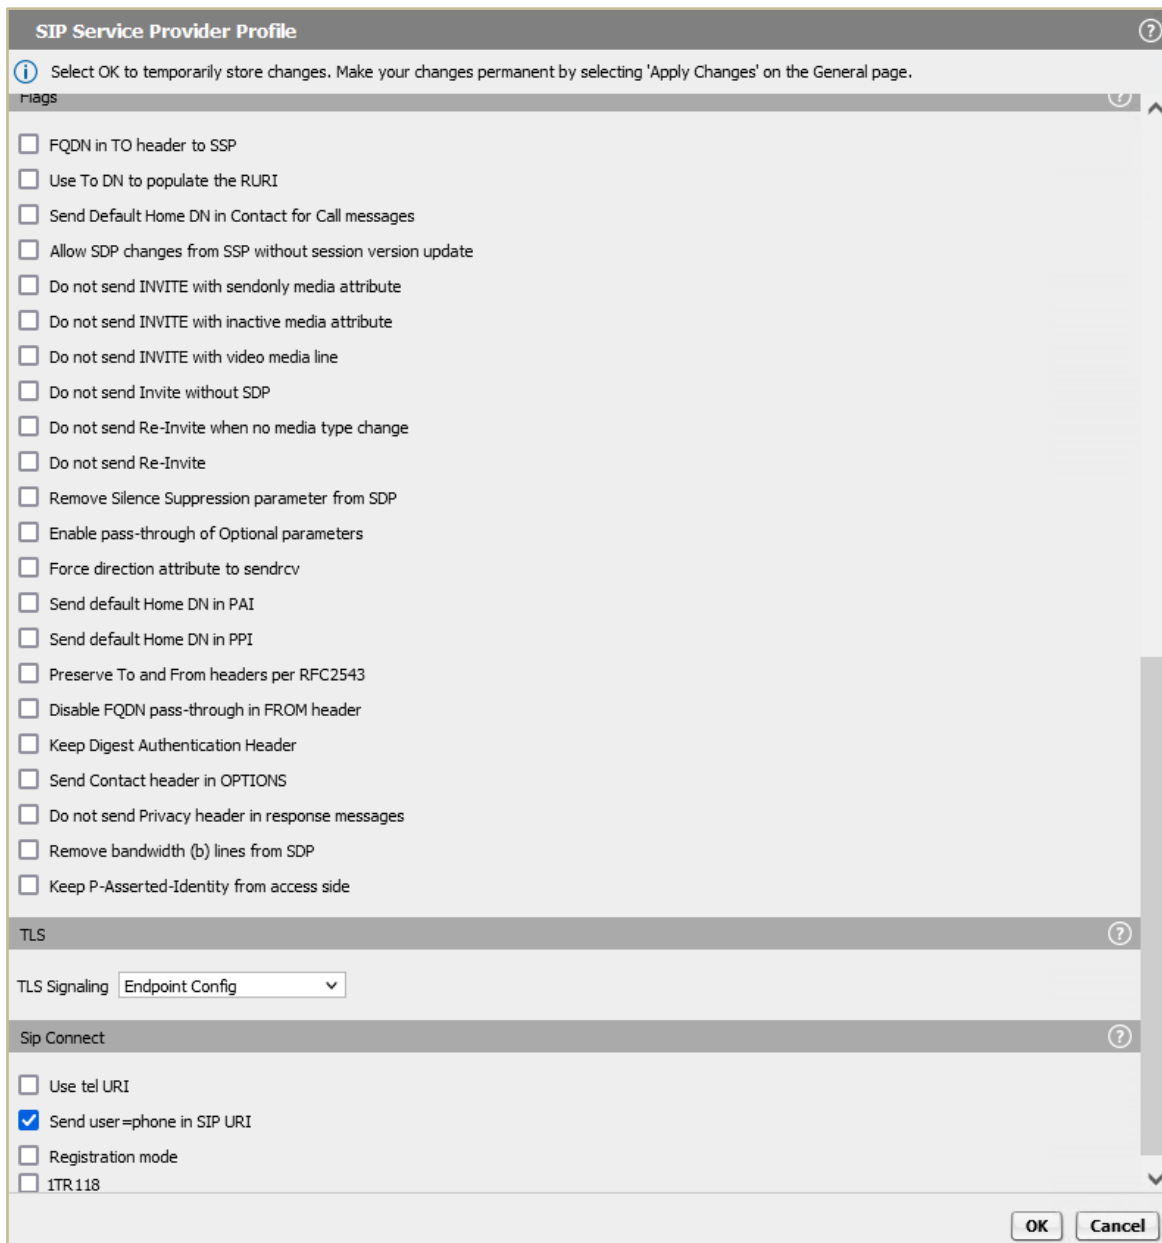 SIP Service Provider Profile
Select OK to temporarily store changes. Make your changes permanent by selecting 'Apply Changes' on the General page.
Flags
FQDN in TO header to SSP
Use To DN to populate the RURI
Send Default Home DN in Contact for Call messages
Allow SDP changes from SSP without session version update
Do not send INVITE with sendonly media attribute
Do not send INVITE with inactive media attribute
Do not send INVITE with video media line
Do not send Invite without SDP
Do not send Re-Invite when no media type change
Do not send Re-Invite
Remove Silence Suppression parameter from SDP
Enable pass-through of Optional parameters
Force direction attribute to sendrcv
Send default Home DN in PAI
Send default Home DN in PPI
Preserve To and From headers per RFC2543
Disable FQDN pass-through in FROM header
Keep Digest Authentication Header
Send Contact header in OPTIONS
Do not send Privacy header in response messages
Remove bandwidth (b) lines from SDP
Keep P-Asserted-Identity from access side
TLS
TLS Signaling Endpoint Config
Sip Connect
Use tel URI
Send user=phone in SIP URI
Registration mode
1TR118
OK Cancel